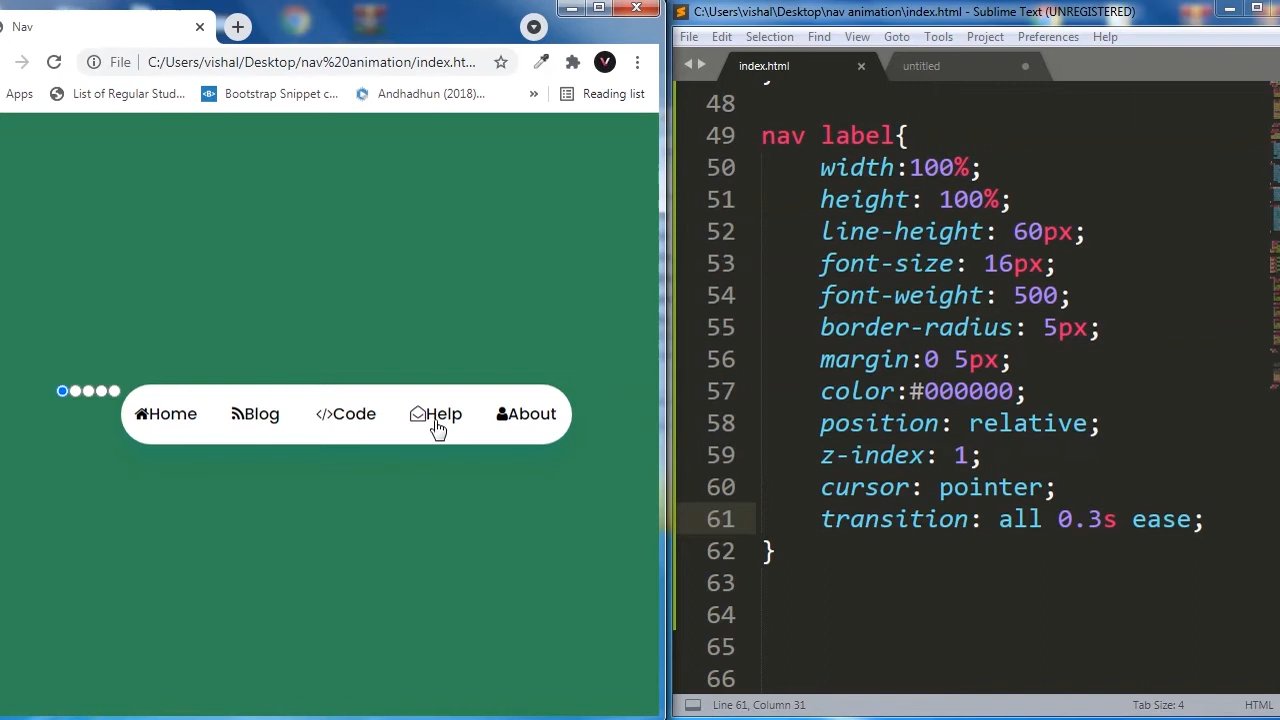 Nav
File
C:/Users/vishal/Desktop/nav%20animation/index.ht...
V
Apps
List of Regular Stud...
Bootstrap Snippet c...
Andhadhun (2018)...
»
Reading list
Home
Blog
</>Code
Help
About
C:\Users\vishal\Desktop\nav animation\index.html - Sublime Text (UNREGISTERED)
File Edit Selection Find View Goto Tools Project Preferences Help
index.html
untitled
48
49 nav label{
50 width:100%;
51 height: 100%;
52 line-height: 60px;
53 font-size: 16px;
54 font-weight: 500;
55 border-radius: 5px;
56 margin:0 5px;
57 color:#000000;
58 position: relative;
59 z-index: 1;
60 cursor: pointer;
61 transition: all 0.3s ease;
62 }
63
64
65
66
Line 61, Column 31
Tab Size: 4
HTML